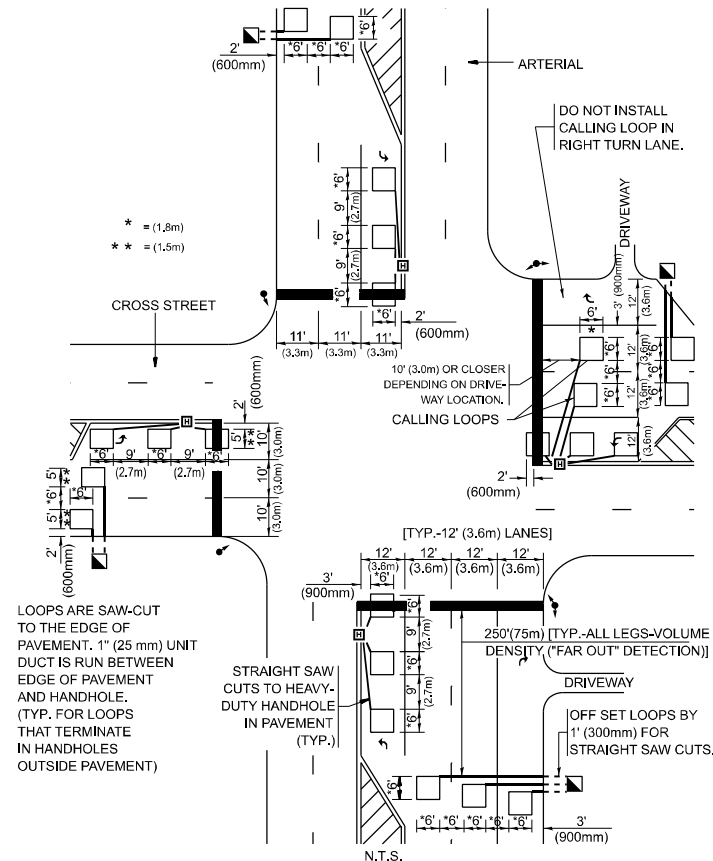 *6'
*6'
*6'
*6'
2'
(600mm)
ARTERIAL
DO NOT INSTALL
CALLING LOOP IN
RIGHT TURN LANE.
*6'
9'
(2.7m)
*6'
9'
(2.7m)
*6'
* = (1.8m)
* * = (1.5m)
DRIVEWAY
3' (900mm)
12'
(3.6m)
H
CROSS STREET
*6'
2'
(600mm)
11'
(3.3m)
11'
(3.3m)
11'
(3.3m)
6'
*
10' (3.0m) OR CLOSER
DEPENDING ON DRIVE-
WAY LOCATION.
CALLING LOOPS
*6'
*6'
*6'
12'
(3.6m)
12'
(3.6m)
12'
(3.6m)
*6'
*6'
*6'
2'
(600mm)
H
5'
* *
10'
(3.0m)
10'
(3.0m)
10'
(3.0m)
*6'
9'
(2.7m)
*6'
9'
(2.7m)
*6'
5'
* *
*6'
*6'
5'
* *
2'
(600mm)
H
2'
(600mm)
[TYP.-12' (3.6m) LANES]
12'
(3.6m)
12'
(3.6m)
12'
(3.6m)
12'
(3.6m)
*6'
3'
(900mm)
LOOPS ARE SAW-CUT
TO THE EDGE OF
PAVEMENT. 1" (25 mm) UNIT
DUCT IS RUN BETWEEN
EDGE OF PAVEMENT
AND HANDHOLE.
(TYP. FOR LOOPS
THAT TERMINATE
IN HANDHOLES
OUTSIDE PAVEMENT)
H
*6'
9'
(2.7m)
*6'
9'
(2.7m)
*6'
STRAIGHT SAW
CUTS TO HEAVY-
DUTY HANDHOLE
IN PAVEMENT
(TYP.)
250'(75m) [TYP.-ALL LEGS-VOLUME
DENSITY ("FAR OUT" DETECTION)]
DRIVEWAY
OFF SET LOOPS BY
1' (300mm) FOR
STRAIGHT SAW CUTS.
*6'
*6'
*6'
*6'
*6'
*6'
3'
(900mm)
N.T.S.